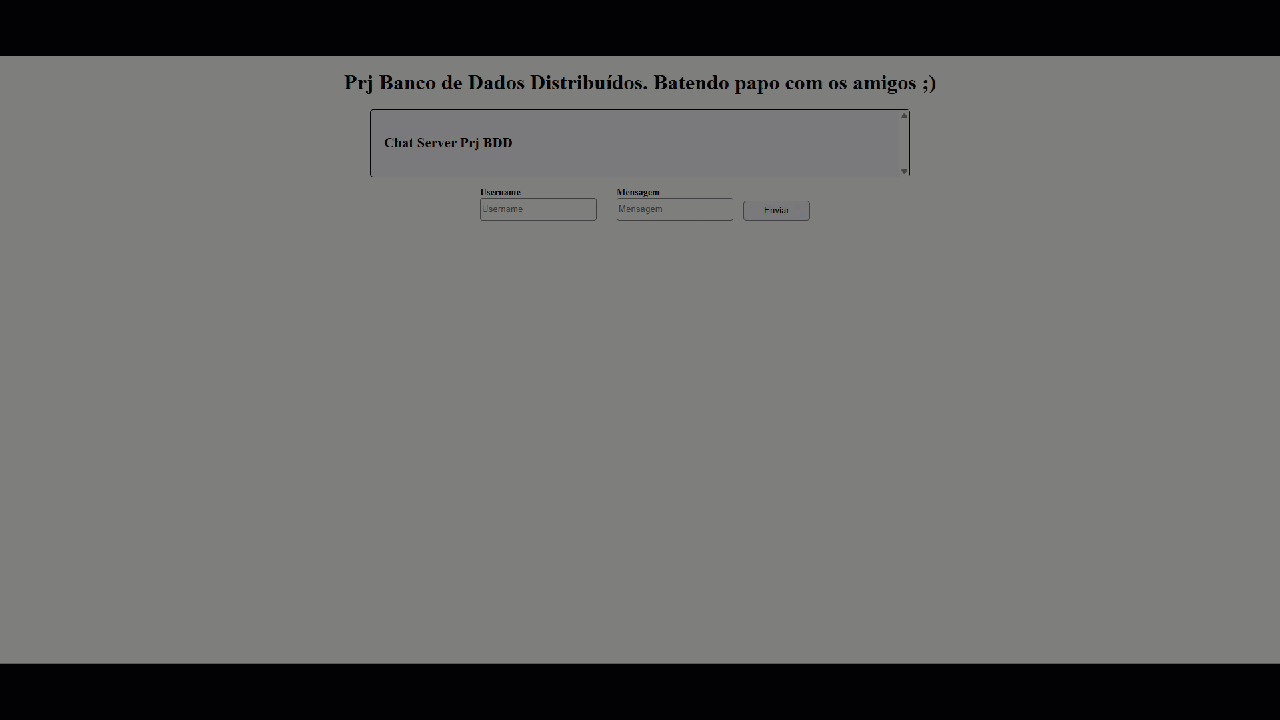 Prj Banco de Dados Distribuídos. Batendo papo com os amigos ;)
Chat Server Prj BDD
Username
Mensagem
Username
Mensagem
Enviar